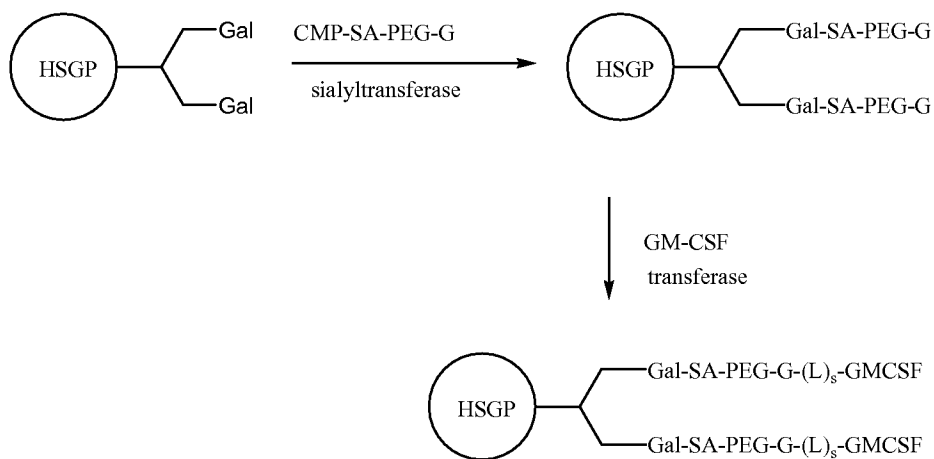 Gal
CMP-SA-PEG-G
Gal-SA-PEG-G
HSGP
HSGP
sialyltransferase
Gal
Gal-SA-PEG-G
GM-CSF
transferase
Gal-SA-PEG-G-(L)s-GMCSF
HSGP
Gal-SA-PEG-G-(L)s-GMCSF